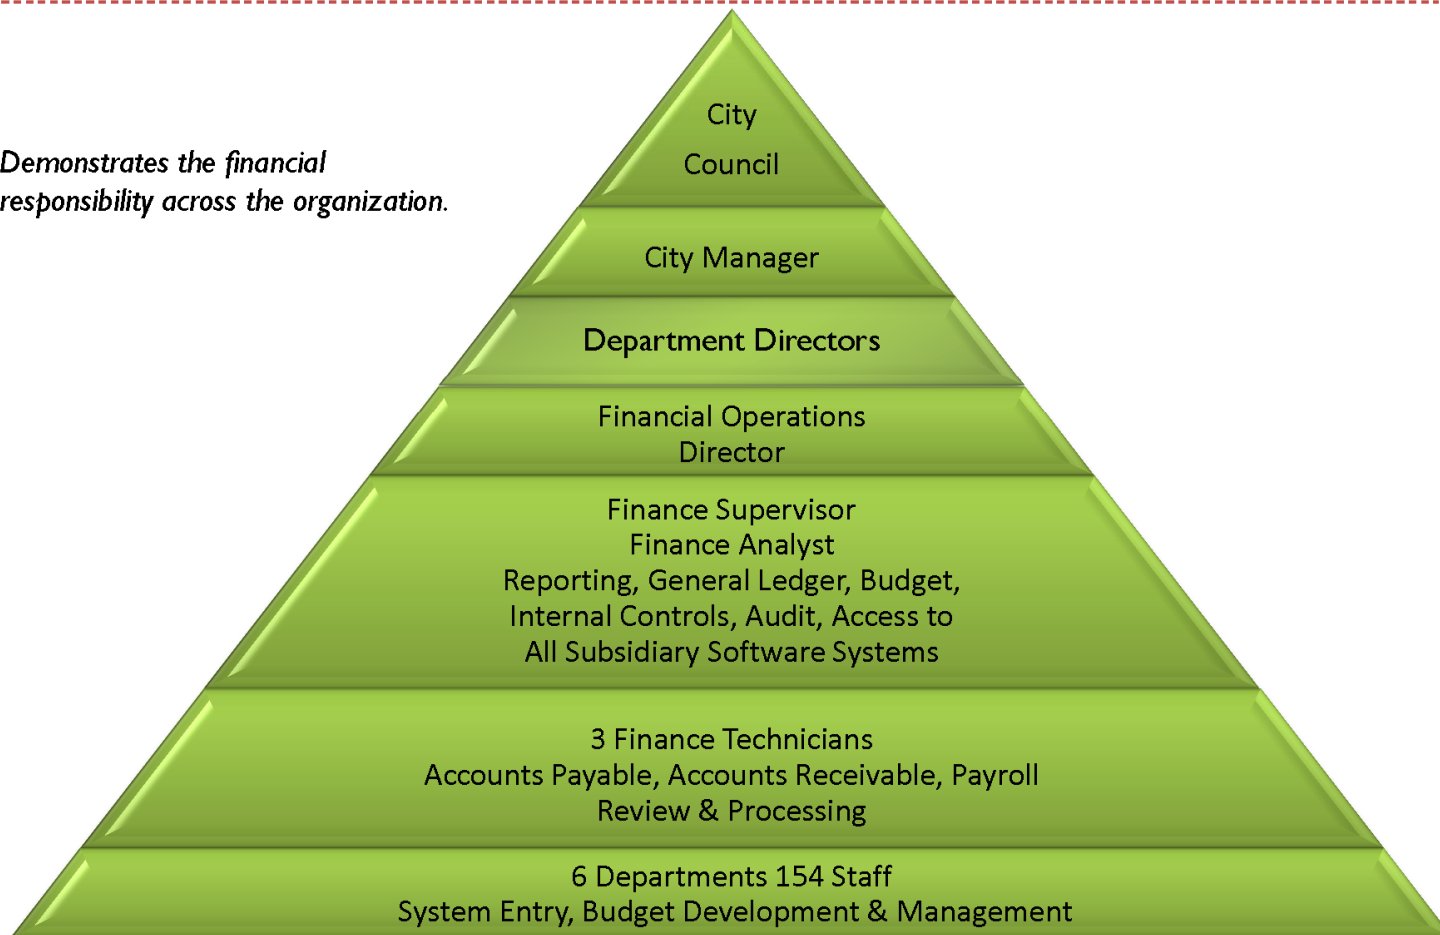 Demonstrates the financial
responsibility across the organization.
City
Council
City Manager
Department Directors
Financial Operations
Director
Finance Supervisor
Finance Analyst
Reporting, General Ledger, Budget,
Internal Controls, Audit, Access to
All Subsidiary Software Systems
3 Finance Technicians
Accounts Payable, Accounts Receivable, Payroll
Review & Processing
6 Departments 154 Staff
System Entry, Budget Development & Management